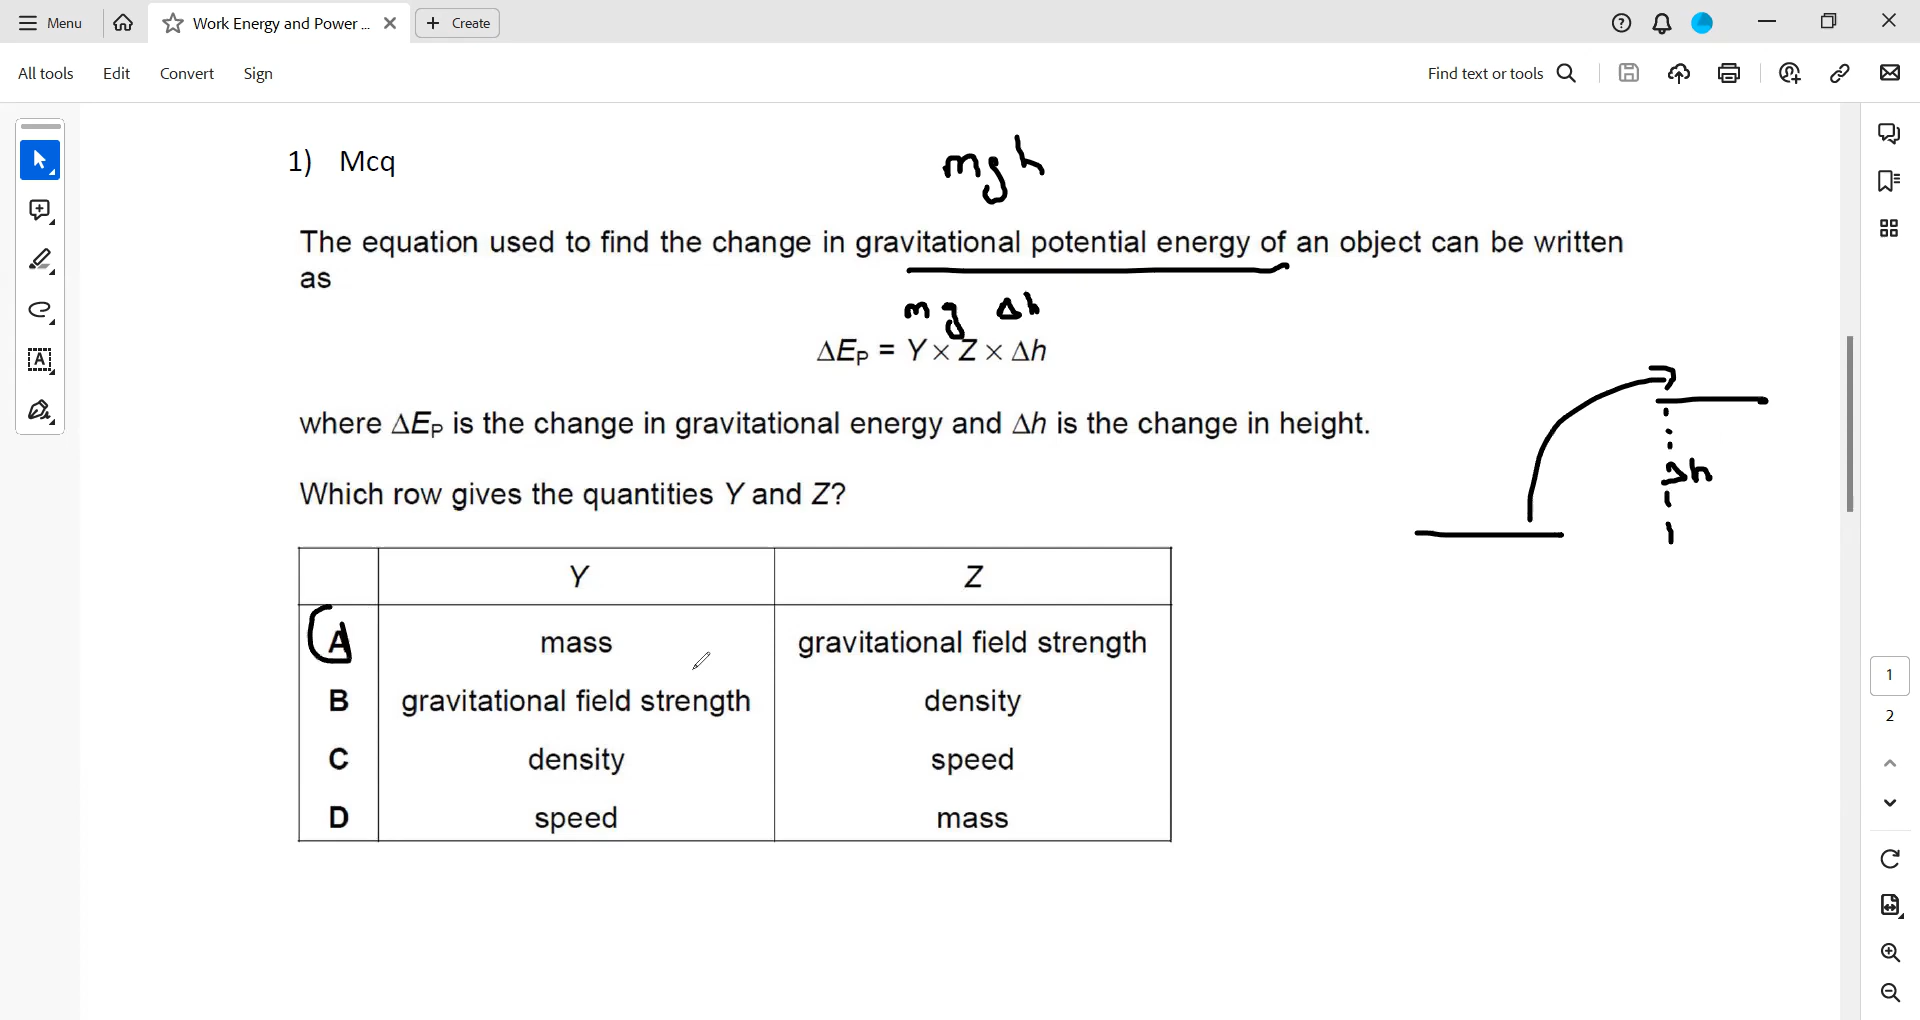 Menu
Work Energy and Power ...
Create
All tools Edit Convert Sign
Find text or tools
1) Mcq
mgh
The equation used to find the change in gravitational potential energy of an object can be written
as
mg Δh
ΔEP = Y × Z × Δh
where ΔEP is the change in gravitational energy and Δh is the change in height.
Δh
Which row gives the quantities Y and Z?
Y Z
A mass gravitational field strength
B gravitational field strength density
C density speed
D speed mass
1
2